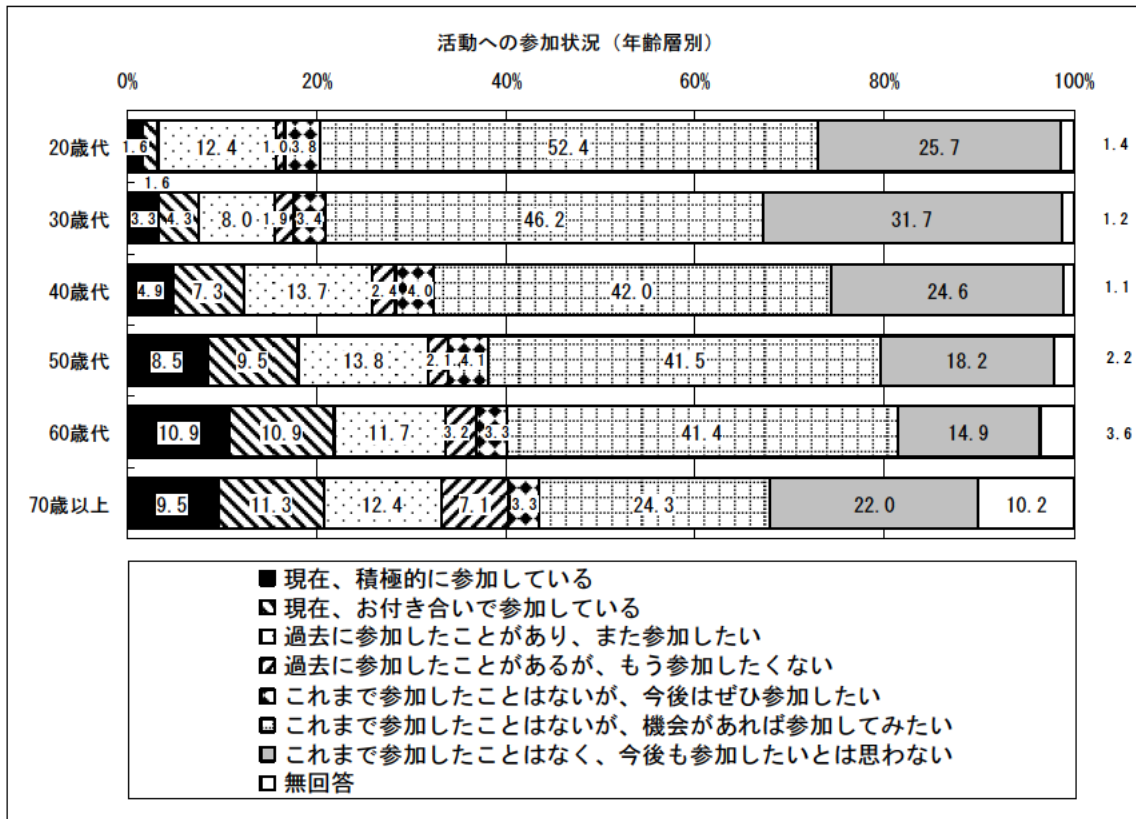 活動への参加状況（年齢層別）
0% 20% 40% 60% 80% 100%
20歳代 1.6 12.4 1.0 3.8 52.4 25.7 1.4
1.6
30歳代 3.3 4.3 8.0 1.9 3.4 46.2 31.7 1.2
40歳代 4.9 7.3 13.7 2.4 4.0 42.0 24.6 1.1
50歳代 8.5 9.5 13.8 2.1 4.1 41.5 18.2 2.2
60歳代 10.9 10.9 11.7 3.2 3.3 41.4 14.9 3.6
70歳以上 9.5 11.3 12.4 7.1 3.3 24.3 22.0 10.2
現在、積極的に参加している
現在、お付き合いで参加している
過去に参加したことがあり、また参加したい
過去に参加したことがあるが、もう参加したくない
これまで参加したことはないが、今後はぜひ参加したい
これまで参加したことはないが、機会があれば参加してみたい
これまで参加したことはなく、今後も参加したいとは思わない
無回答